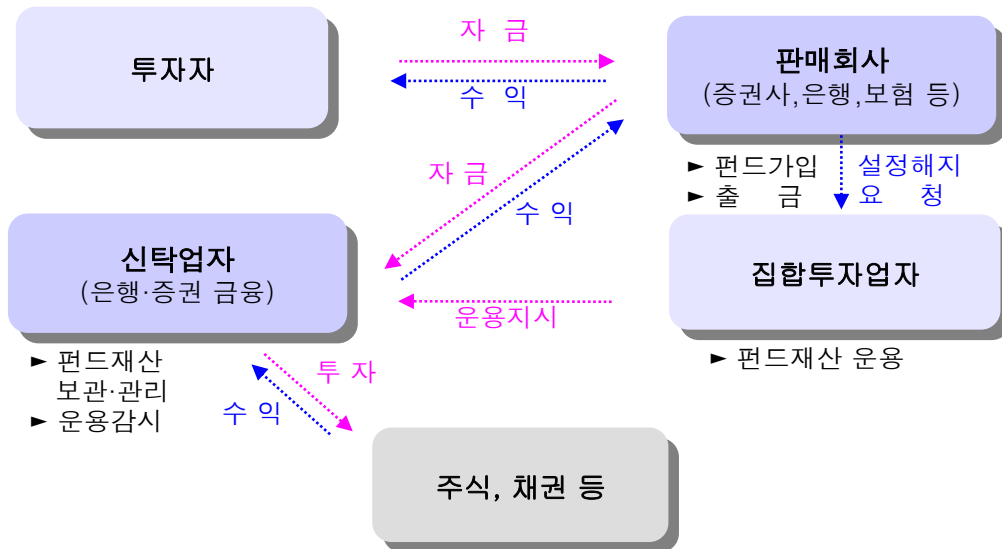 자 금
투자자
수 익
판매회사
(증권사,은행,보험 등)
► 펀드가입
► 출 금
설정해지
요 청
자 금
수 익
신탁업자
(은행·증권 금융)
집합투자업자
운용지시
► 펀드재산
보관·관리
► 운용감시
► 펀드재산 운용
투 자
수 익
주식, 채권 등